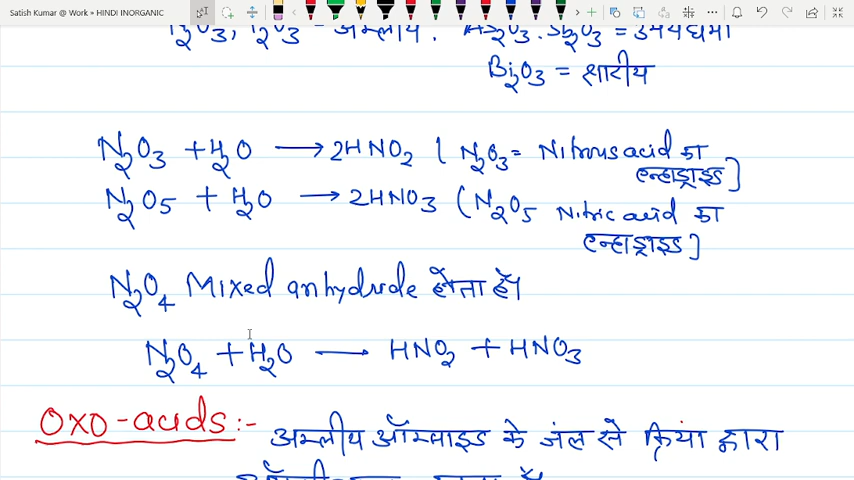 Satish Kumar @ Work » HINDI INORGANIC
Bi₂O₃ = क्षारीय
N₂O₃ + H₂O ⟶ 2HNO₂ ( N₂O₃ = Nitrous acid का
एन्हाइड्राइड ]
N₂O₅ + H₂O ⟶ 2HNO₃ ( N₂O₅ Nitric acid का
एन्हाइड्राइड ]
N₂O₄ Mixed anhydride होता है।
N₂O₄ + H₂O ⟶ HNO₂ + HNO₃
Oxo-acids :- अम्लीय ऑक्साइड के जल से क्रिया द्वारा